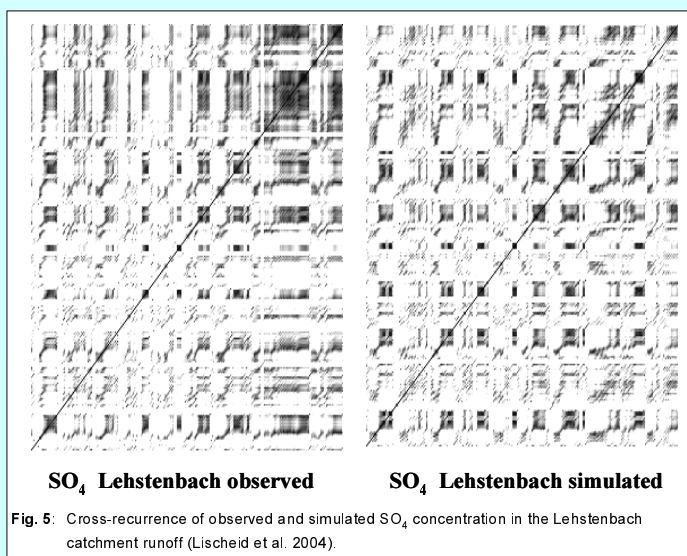 SO4 Lehstenbach observed
SO4 Lehstenbach simulated
Fig. 5: Cross-recurrence of observed and simulated SO4 concentration in the Lehstenbach
catchment runoff (Lischeid et al. 2004).